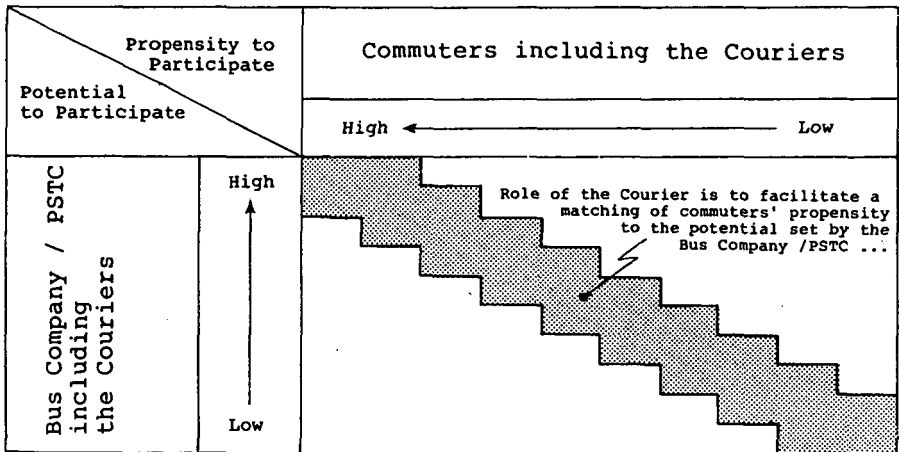 Propensity to
Participate
Potential
to Participate
Commuters including the Couriers
High
Low
Bus Company / PSTC
including
the Couriers
High
Low
Role of the Courier is to facilitate a
matching of commuters' propensity
to the potential set by the
Bus Company /PSTC ...